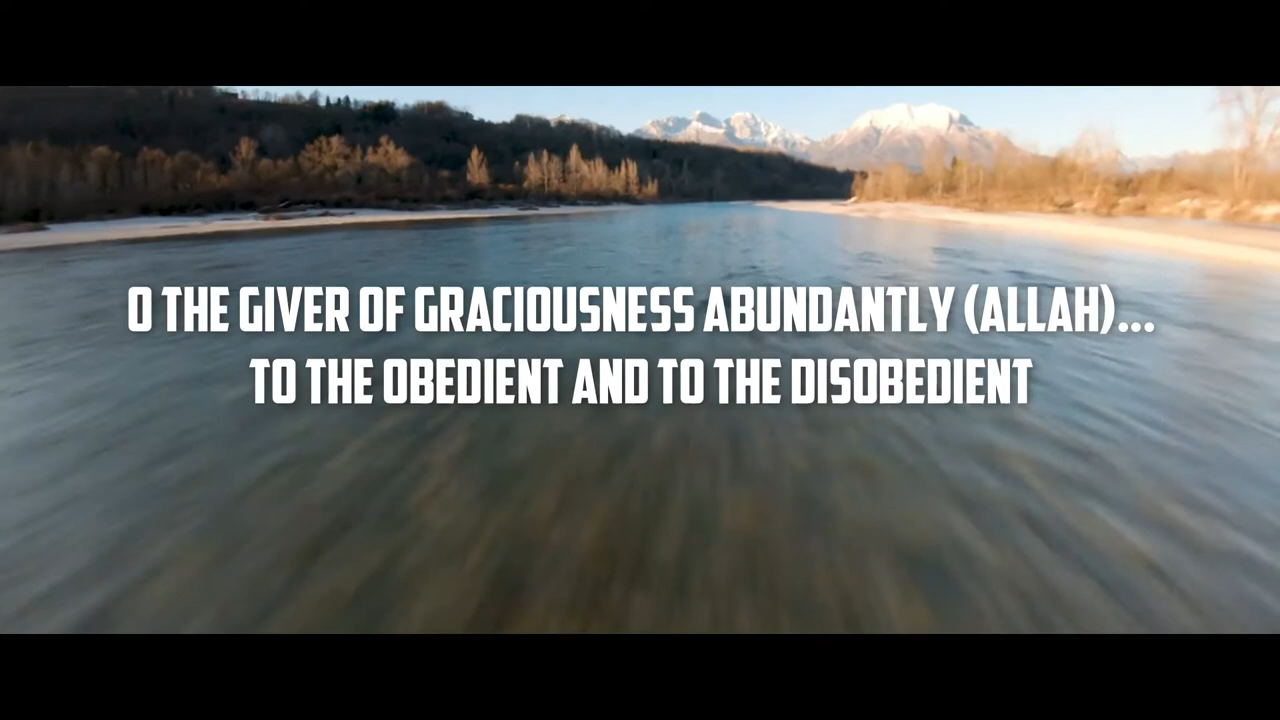 O THE GIVER OF GRACIOUSNESS ABUNDANTLY (ALLAH)...
TO THE OBEDIENT AND TO THE DISOBEDIENT